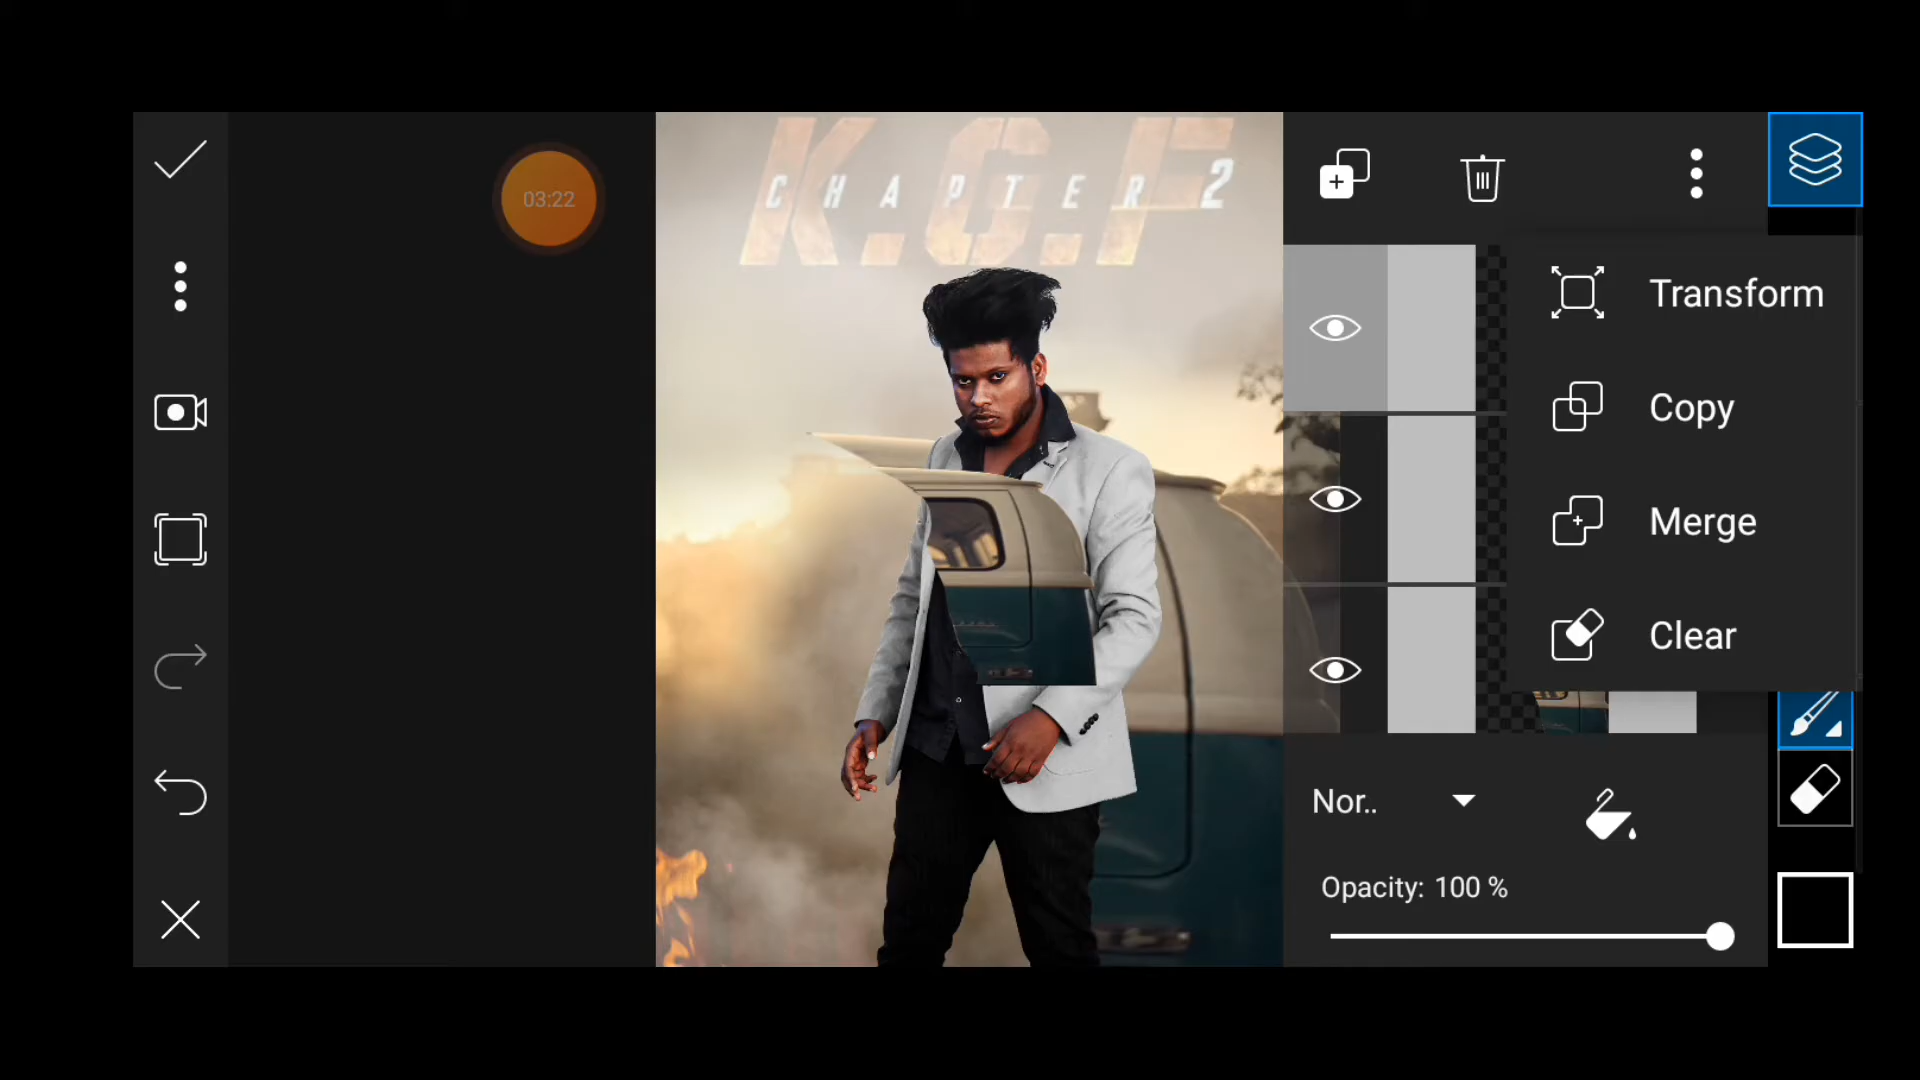 03:22
K.G.F
CHAPTER 2
Transform
Copy
Merge
Clear
Nor..
Opacity: 100 %